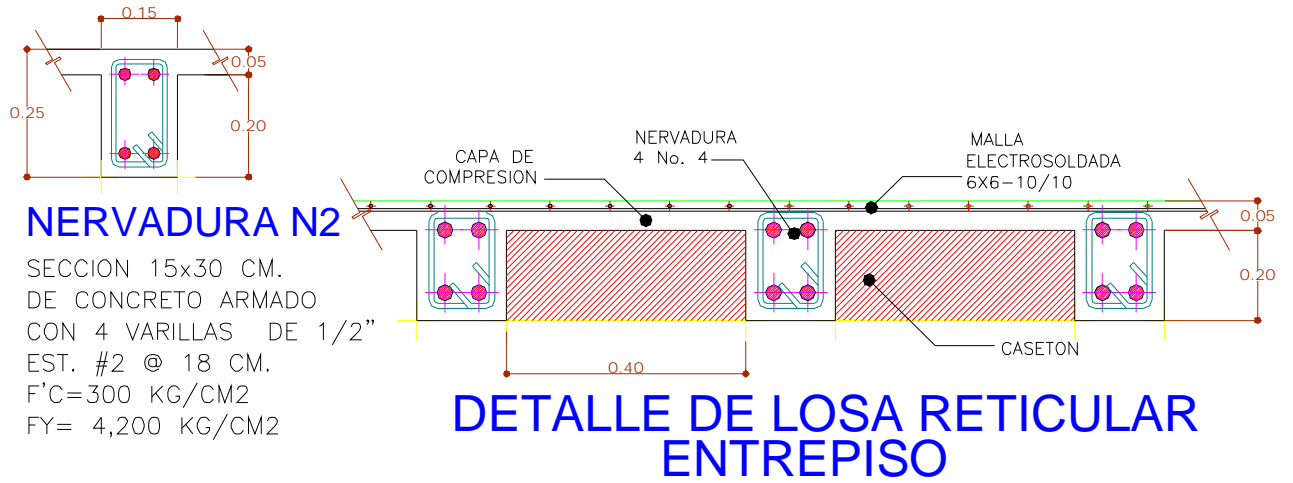 0.15
0.05
0.25
0.20
NERVADURA N2
SECCION 15x30 CM.
DE CONCRETO ARMADO
CON 4 VARILLAS DE 1/2"
EST. #2 @ 18 CM.
F'C=300 KG/CM2
FY= 4,200 KG/CM2
CAPA DE
COMPRESION
NERVADURA
4 No. 4
MALLA
ELECTROSOLDADA
6X6-10/10
0.05
0.20
CASETON
0.40
DETALLE DE LOSA RETICULAR
ENTREPISO